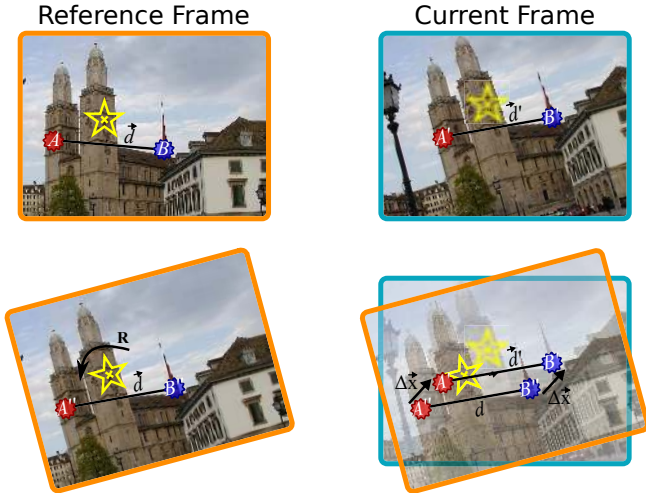 Reference Frame
Current Frame
A
d⃗
B
A'
d⃗'
B'
R
d⃗
A''
B''
d⃗'
B'
A'
Δx⃗
A''
d
B''
Δx⃗